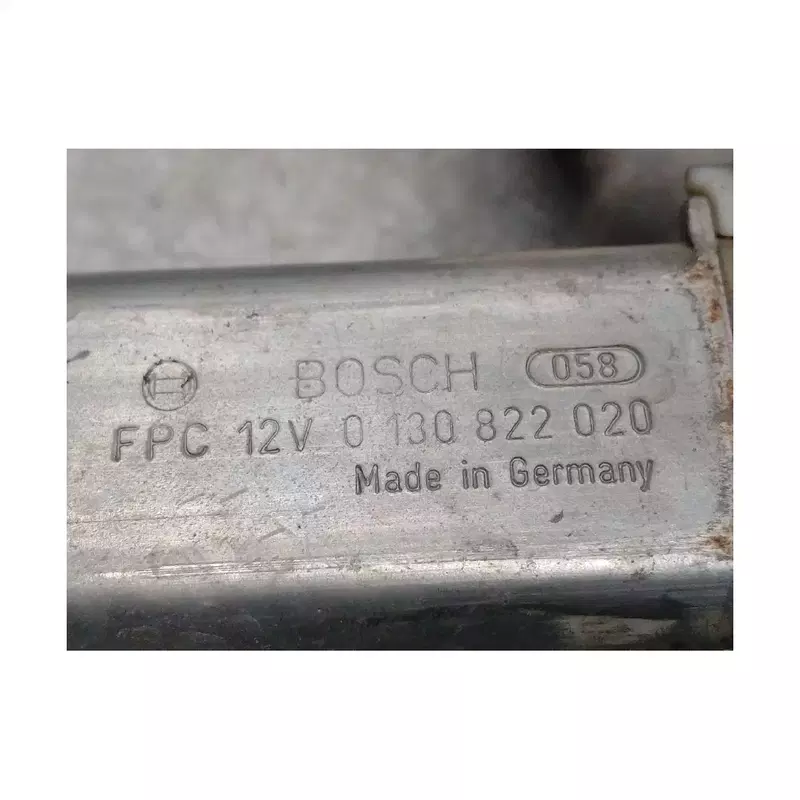 BOSCH 058
FPC 12V 0 130 822 020
Made in Germany